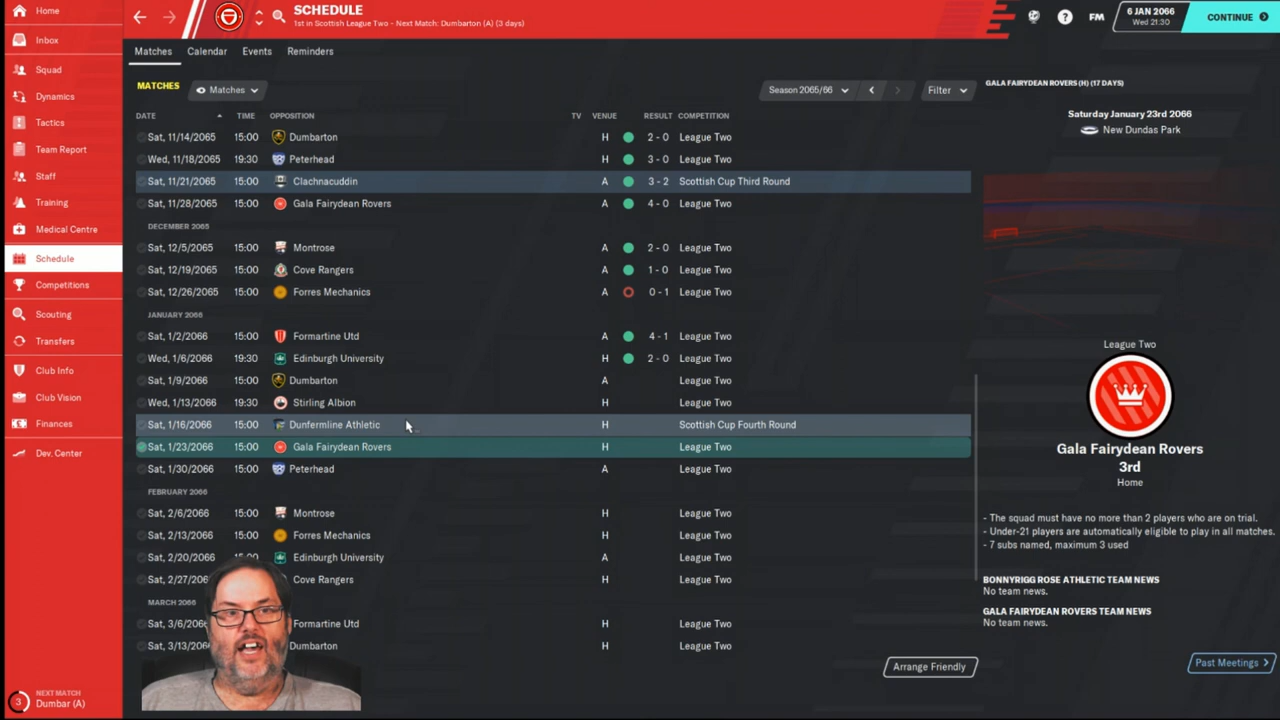 Home
Inbox
Squad
Dynamics
Tactics
Team Report
Staff
Training
Medical Centre
Schedule
Competitions
Scouting
Transfers
Club Info
Club Vision
Finances
Dev. Center
3
NEXT MATCH
Dumbar (A)
SCHEDULE
1st in Scottish League Two - Next Match: Dumbarton (A) (3 days)
? FM
6 JAN 2066
Wed 21:30
CONTINUE
Matches Calendar Events Reminders
MATCHES Matches Season 2065/66 Filter
DATE TIME OPPOSITION TV VENUE RESULT COMPETITION
Sat, 11/14/2065 15:00 Dumbarton H 2 - 0 League Two
Wed, 11/18/2065 19:30 Peterhead H 3 - 0 League Two
Sat, 11/21/2065 15:00 Clachnacuddin A 3 - 2 Scottish Cup Third Round
Sat, 11/28/2065 15:00 Gala Fairydean Rovers A 4 - 0 League Two
DECEMBER 2065
Sat, 12/5/2065 15:00 Montrose A 2 - 0 League Two
Sat, 12/19/2065 15:00 Cove Rangers A 1 - 0 League Two
Sat, 12/26/2065 15:00 Forres Mechanics A 0 - 1 League Two
JANUARY 2066
Sat, 1/2/2066 15:00 Formartine Utd A 4 - 1 League Two
Wed, 1/6/2066 19:30 Edinburgh University H 2 - 0 League Two
Sat, 1/9/2066 15:00 Dumbarton A League Two
Wed, 1/13/2066 19:30 Stirling Albion H League Two
Sat, 1/16/2066 15:00 Dunfermline Athletic H Scottish Cup Fourth Round
Sat, 1/23/2066 15:00 Gala Fairydean Rovers H League Two
Sat, 1/30/2066 15:00 Peterhead A League Two
FEBRUARY 2066
Sat, 2/6/2066 15:00 Montrose H League Two
Sat, 2/13/2066 15:00 Forres Mechanics H League Two
Sat, 2/20/2066 15:00 Edinburgh University A League Two
Sat, 2/27/206 Cove Rangers H League Two
MARCH 2066
Sat, 3/6/206 Formartine Utd H League Two
Sat, 3/13/206 Dumbarton H League Two
Arrange Friendly
GALA FAIRYDEAN ROVERS (H) (17 DAYS)
Saturday January 23rd 2066
New Dundas Park
League Two
Gala Fairydean Rovers
3rd
Home
- The squad must have no more than 2 players who are on trial.
- Under-21 players are automatically eligible to play in all matches.
- 7 subs named, maximum 3 used
BONNYRIGG ROSE ATHLETIC TEAM NEWS
No team news.
GALA FAIRYDEAN ROVERS TEAM NEWS
No team news.
Past Meetings